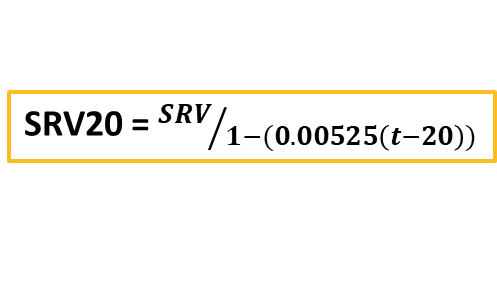 SRV20 = SRV/1−(0.00525(t−20))